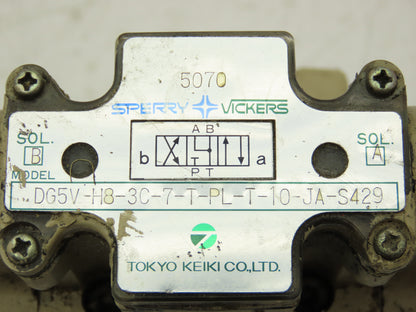 5070
SPERRY VICKERS
SOL. B
A B
b a
T
P T
SOL. A
MODEL
DG5V-H8-3C-7-T-PL-T-10-JA-S429
TOKYO KEIKI CO.,LTD.